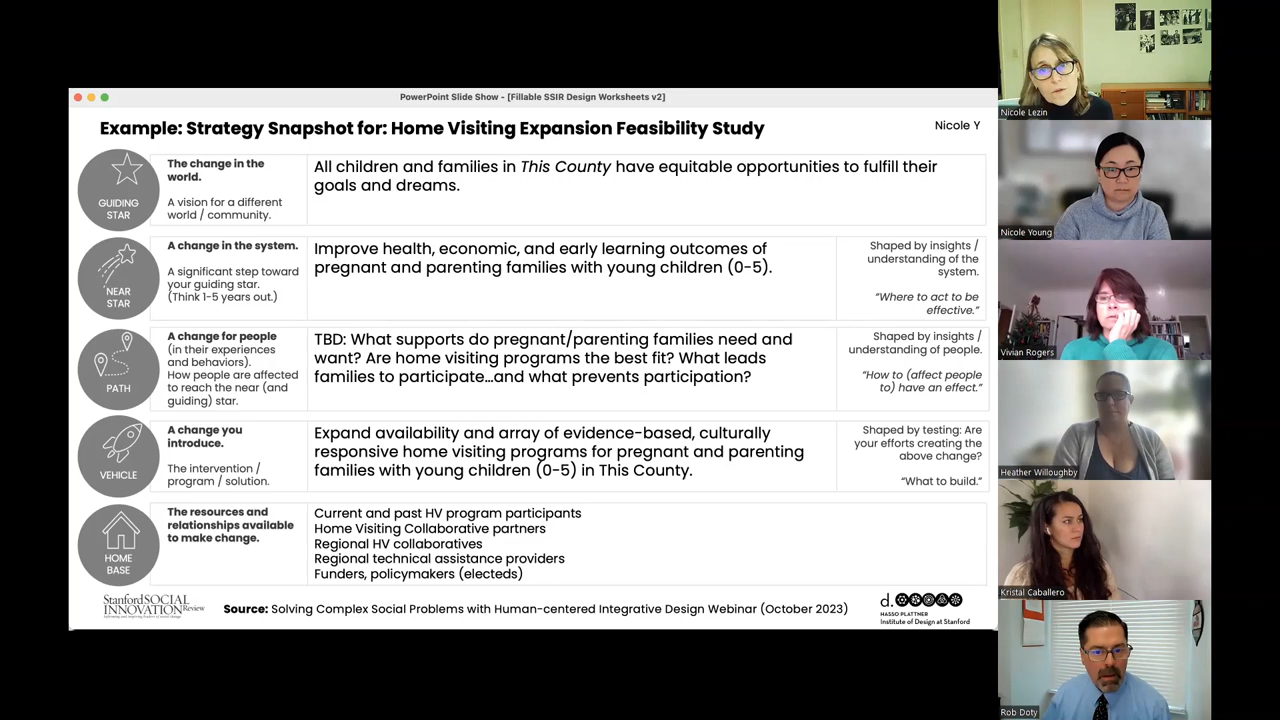 PowerPoint Slide Show - [Fillable SSIR Design Worksheets v2]
Example: Strategy Snapshot for: Home Visiting Expansion Feasibility Study
Nicole Y
GUIDING
STAR
The change in the
world.
A vision for a different
world / community.
All children and families in This County have equitable opportunities to fulfill their
goals and dreams.
NEAR
STAR
A change in the system.
A significant step toward
your guiding star.
(Think 1-5 years out.)
Improve health, economic, and early learning outcomes of
pregnant and parenting families with young children (0-5).
Shaped by insights /
understanding of the
system.
“Where to act to be
effective.”
PATH
A change for people
(in their experiences
and behaviors).
How people are affected
to reach the near (and
guiding) star.
TBD: What supports do pregnant/parenting families need and
want? Are home visiting programs the best fit? What leads
families to participate…and what prevents participation?
Shaped by insights /
understanding of people.
“How to (affect people
to) have an effect.”
VEHICLE
A change you
introduce.
The intervention /
program / solution.
Expand availability and array of evidence-based, culturally
responsive home visiting programs for pregnant and parenting
families with young children (0-5) in This County.
Shaped by testing: Are
your efforts creating the
above change?
“What to build.”
HOME
BASE
The resources and
relationships available
to make change.
Current and past HV program participants
Home Visiting Collaborative partners
Regional HV collaboratives
Regional technical assistance providers
Funders, policymakers (electeds)
Stanford SOCIAL
INNOVATION Review
Source: Solving Complex Social Problems with Human-centered Integrative Design Webinar (October 2023)
d.
HASSO PLATTNER
Institute of Design at Stanford
Nicole Lezin
Nicole Young
Vivian Rogers
Heather Willoughby
Kristal Caballero
Rob Doty